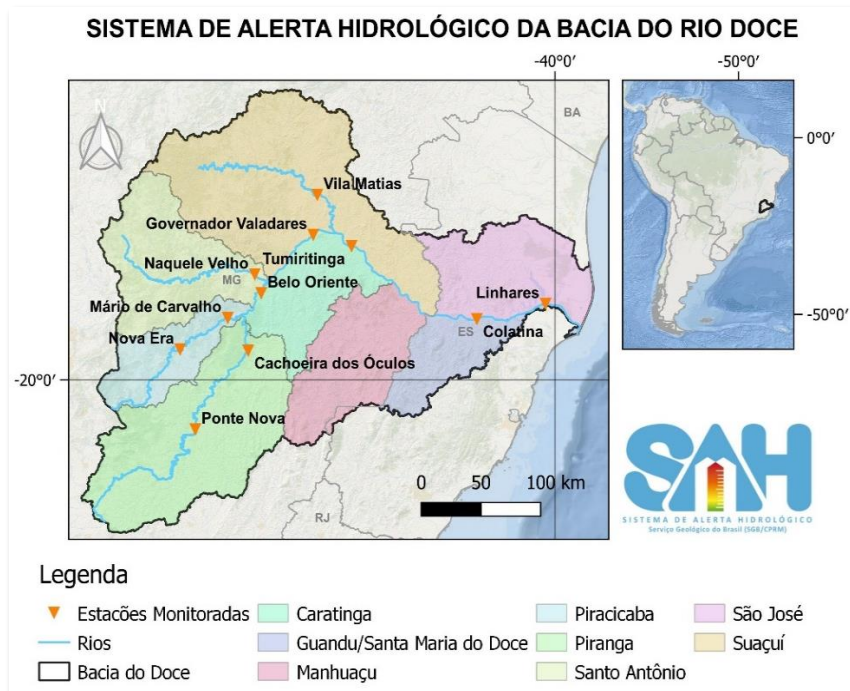 SISTEMA DE ALERTA HIDROLÓGICO DA BACIA DO RIO DOCE
-40°0'
-50°0'
N
BA
0°0'
Vila Matias
Governador Valadares
Naquele Velho
Tumiritinga
MG
Belo Oriente
Mário de Carvalho
Linhares
Nova Era
ES
Colatina
Cachoeira dos Óculos
-50°0'
-20°0'
Ponte Nova
0 50 100 km
RJ
SAH
SISTEMA DE ALERTA HIDROLÓGICO
Serviço Geológico do Brasil (SGB/CPRM)
Legenda
Estacões Monitoradas
Caratinga
Piracicaba
São José
Rios
Guandu/Santa Maria do Doce
Piranga
Suaçuí
Bacia do Doce
Manhuaçu
Santo Antônio